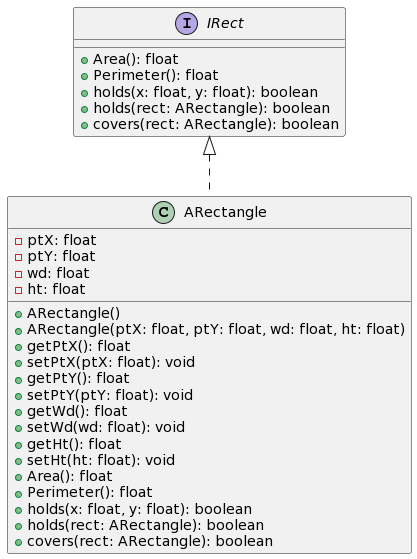 I IRect
Area(): float
Perimeter(): float
holds(x: float, y: float): boolean
holds(rect: ARectangle): boolean
covers(rect: ARectangle): boolean
C ARectangle
ptX: float
ptY: float
wd: float
ht: float
ARectangle()
ARectangle(ptX: float, ptY: float, wd: float, ht: float)
getPtX(): float
setPtX(ptX: float): void
getPtY(): float
setPtY(ptY: float): void
getWd(): float
setWd(wd: float): void
getHt(): float
setHt(ht: float): void
Area(): float
Perimeter(): float
holds(x: float, y: float): boolean
holds(rect: ARectangle): boolean
covers(rect: ARectangle): boolean